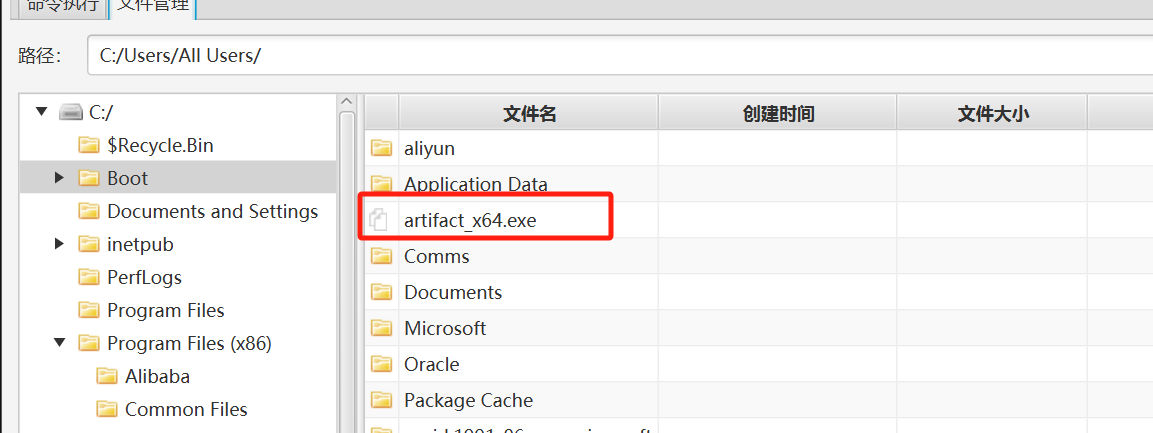 命令执行 文件管理
路径： C:/Users/All Users/
C:/
$Recycle.Bin
Boot
Documents and Settings
inetpub
PerfLogs
Program Files
Program Files (x86)
Alibaba
Common Files
文件名 创建时间 文件大小
aliyun
Application Data
artifact_x64.exe
Comms
Documents
Microsoft
Oracle
Package Cache